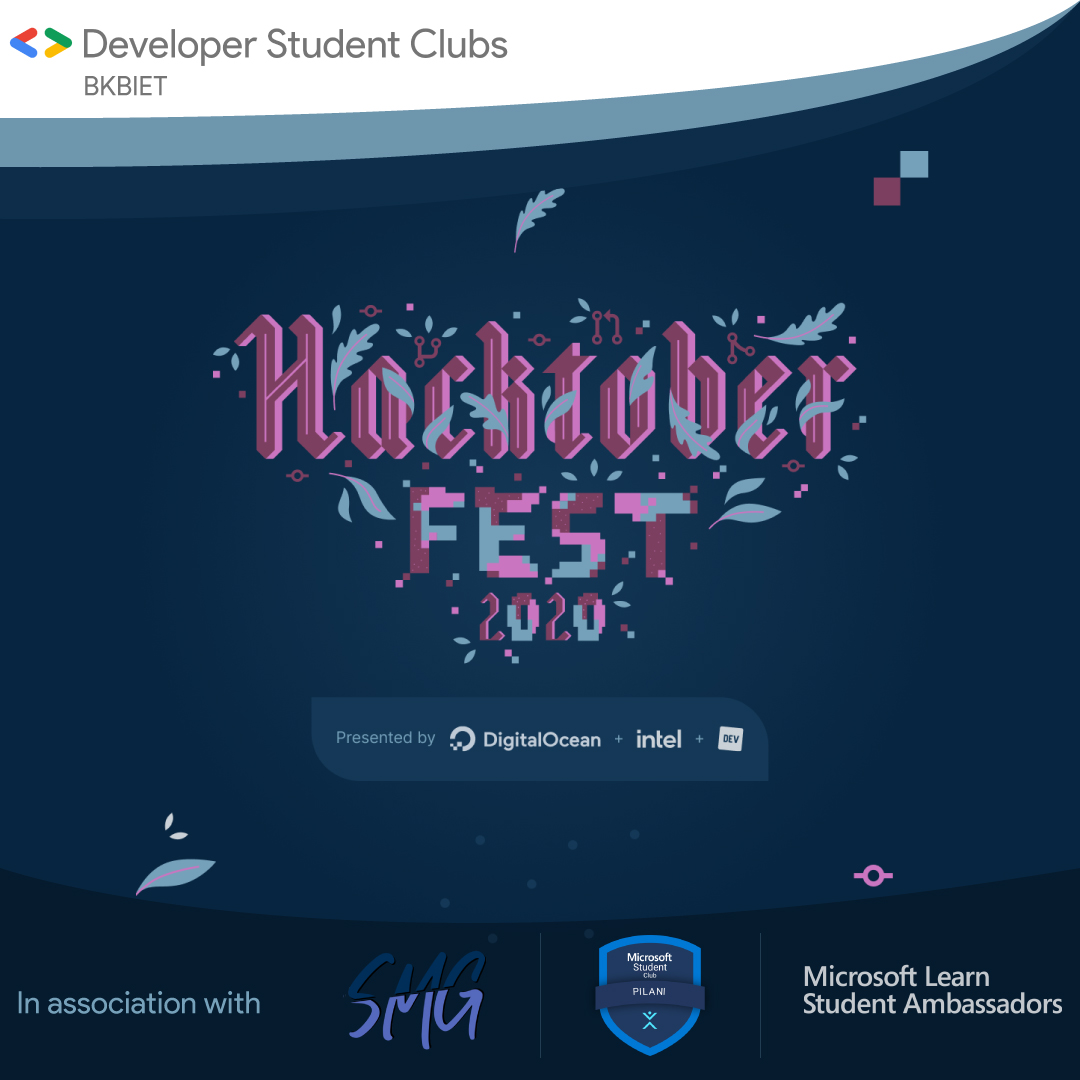 Developer Student Clubs
BKBIET
Hacktober
FEST
2020
Presented by DigitalOcean + intel + DEV
In association with
SMG
Microsoft
Student
Club
PILANI
Microsoft Learn
Student Ambassadors